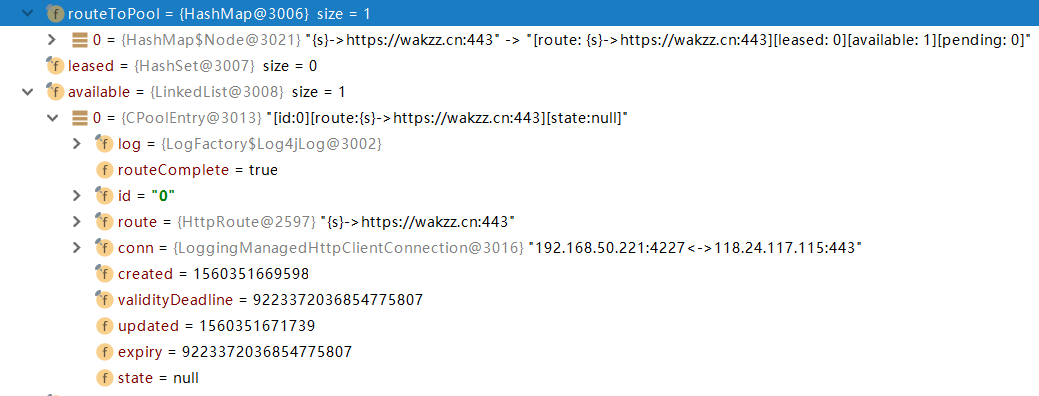 routeToPool = {HashMap@3006} size = 1
0 = {HashMap$Node@3021} "{s}->https://wakzz.cn:443" -> "[route: {s}->https://wakzz.cn:443][leased: 0][available: 1][pending: 0]"
leased = {HashSet@3007} size = 0
available = {LinkedList@3008} size = 1
0 = {CPoolEntry@3013} "[id:0][route:{s}->https://wakzz.cn:443][state:null]"
log = {LogFactory$Log4jLog@3002}
routeComplete = true
id = "0"
route = {HttpRoute@2597} "{s}->https://wakzz.cn:443"
conn = {LoggingManagedHttpClientConnection@3016} "192.168.50.221:4227<->118.24.117.115:443"
created = 1560351669598
validityDeadline = 9223372036854775807
updated = 1560351671739
expiry = 9223372036854775807
state = null